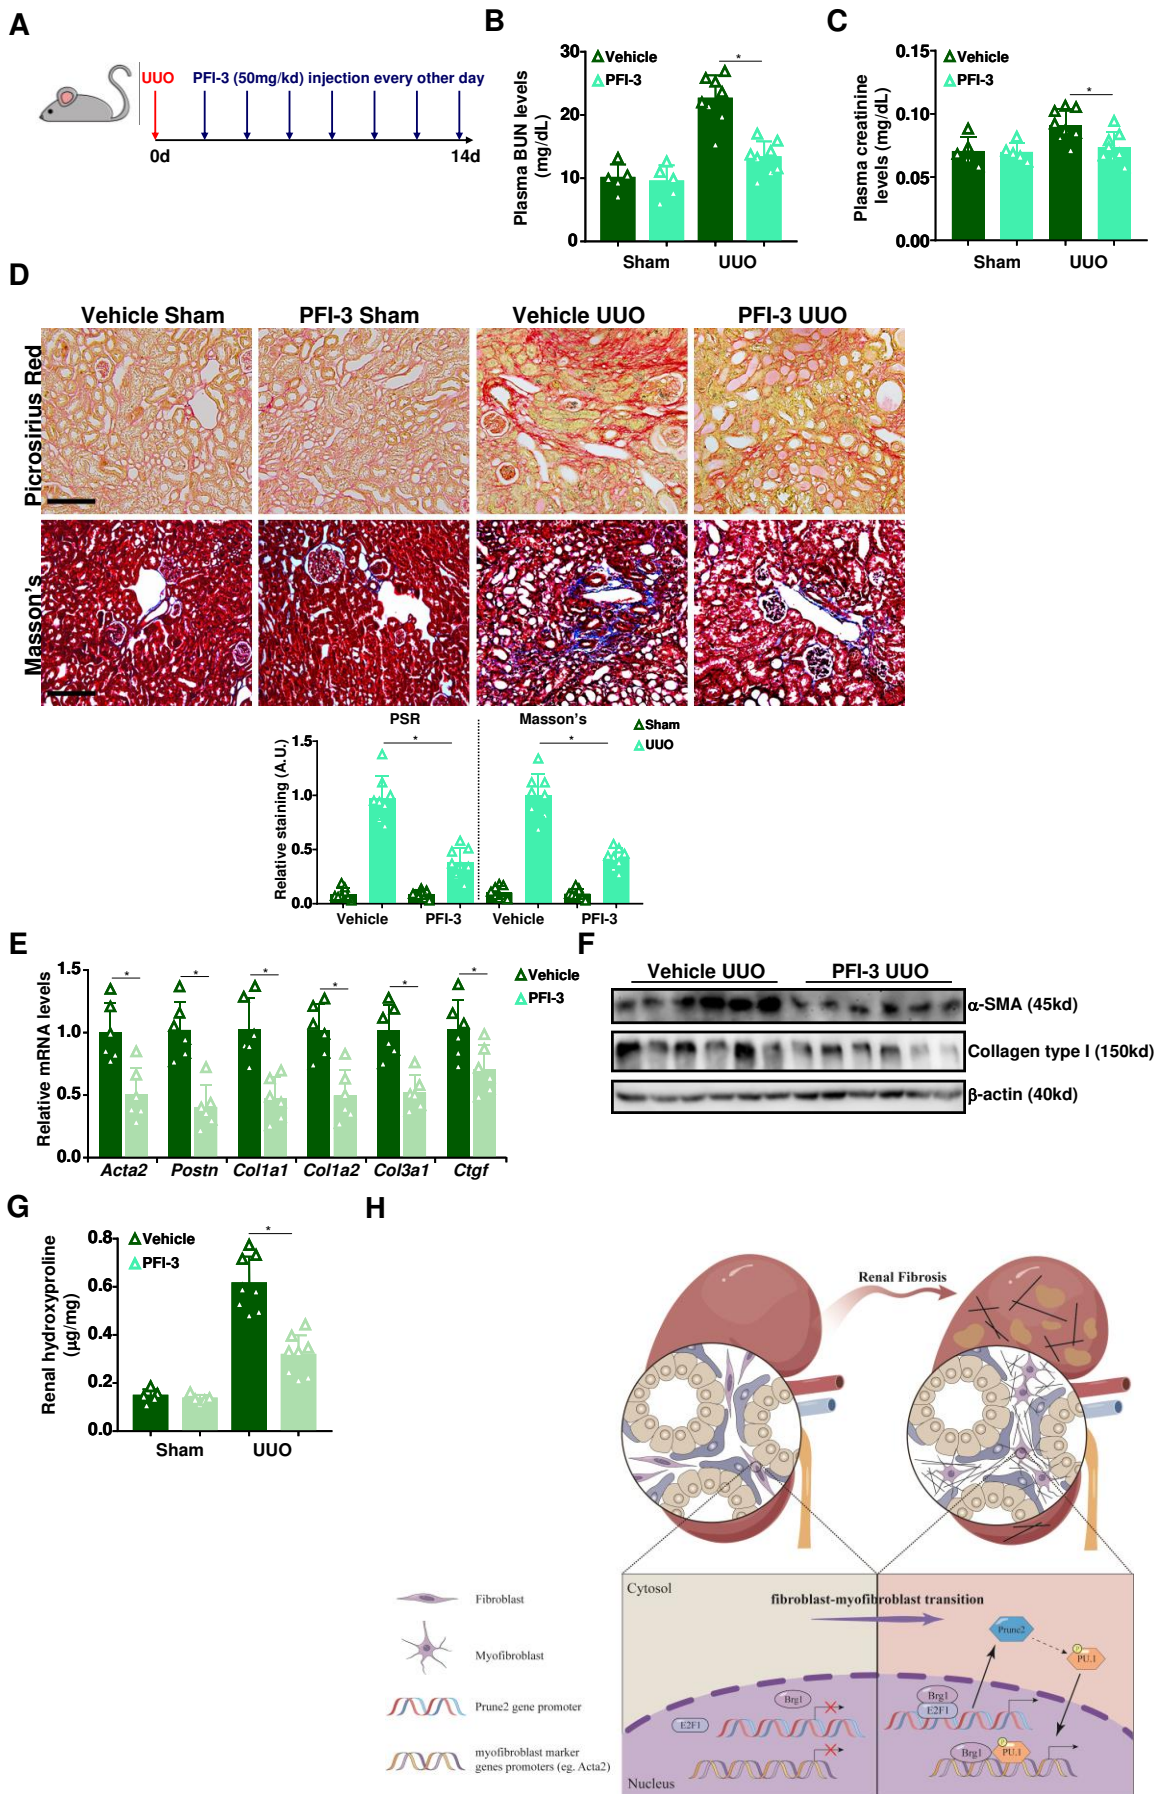 A
UUO PFI-3 (50mg/kd) injection every other day
0d 14d
B
Plasma BUN levels
(mg/dL)
30
20
10
0
Vehicle
PFI-3
*
Sham UUO
C
Plasma creatinine
levels (mg/dL)
0.15
0.10
0.05
0.00
Vehicle
PFI-3
*
Sham UUO
D
Vehicle Sham PFI-3 Sham Vehicle UUO PFI-3 UUO
Picrosirius Red
Masson's
PSR Masson's
Sham
UUO
Relative staining (A.U.)
1.5
1.0
0.5
0.0
* *
Vehicle PFI-3 Vehicle PFI-3
E
Relative mRNA levels
1.5
1.0
0.5
0.0
Vehicle
PFI-3
* * * * * *
Acta2 Postn Col1a1 Col1a2 Col3a1 Ctgf
F
Vehicle UUO PFI-3 UUO
α-SMA (45kd)
Collagen type I (150kd)
β-actin (40kd)
G
Renal hydroxyproline
(μg/mg)
0.8
0.6
0.4
0.2
0.0
Vehicle
PFI-3
*
Sham UUO
H
Renal Fibrosis
Cytosol
fibroblast-myofibroblast transition
Prune2
P
PU.1
Brg1
E2F1
Brg1
E2F1
Brg1
P
PU.1
Nucleus
Fibroblast
Myofibroblast
Prune2 gene promoter
myofibroblast marker
genes promoters (eg. Acta2)